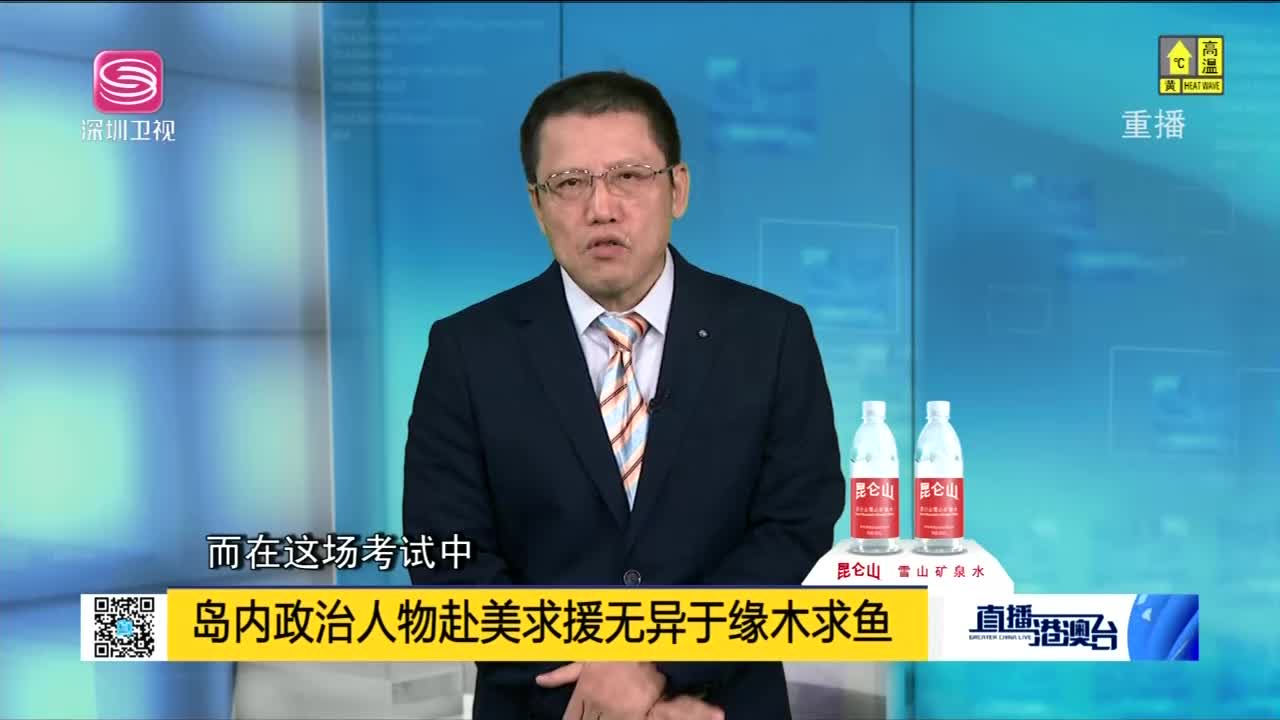 高温
℃
黄 HEAT WAVE
深圳卫视
重播
昆仑山
昆仑山
而在这场考试中
昆仑山 雪山矿泉水
岛内政治人物赴美求援无异于缘木求鱼
直播港澳台
GREATER CHINA LIVE